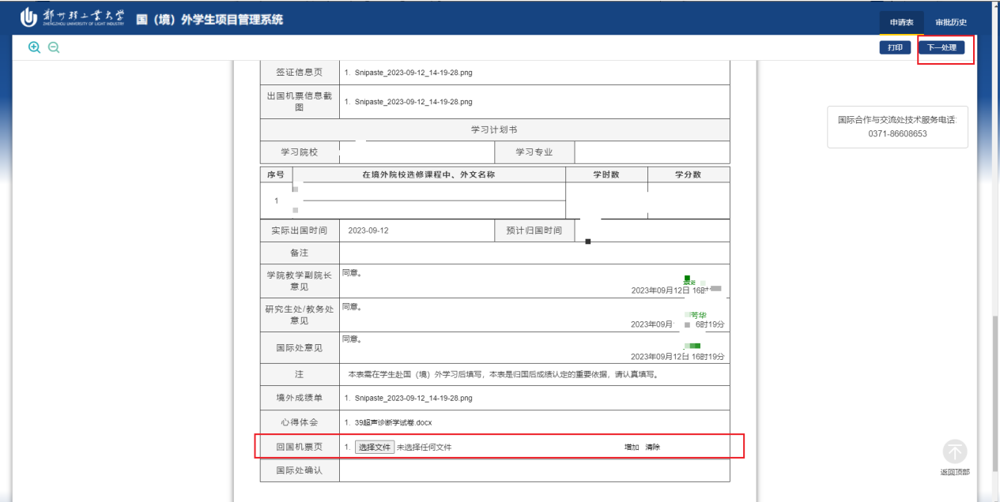 郑州轻工业大学 国（境）外学生项目管理系统
ZHENGZHOU UNIVERSITY OF LIGHT INDUSTRY
申请表 审批历史
打印 下一处理
签证信息页 1. Snipaste_2023-09-12_14-19-28.png
出国机票信息截图 1. Snipaste_2023-09-12_14-19-28.png
国际合作与交流处技术服务电话:
0371-86608653
学习计划书
学习院校 学习专业
序号 在境外院校选修课程中、外文名称 学时数 学分数
1
实际出国时间 2023-09-12 预计归国时间
备注
学院教学副院长意见 同意。
2023年09月12日 16时
研究生处/教务处意见 同意。
芳华
2023年09月 6时19分
国际处意见 同意。
2023年09月12日 16时19分
注 本表需在学生赴国（境）外学习后填写，本表是归国后成绩认定的重要依据，请认真填写。
境外成绩单 1. Snipaste_2023-09-12_14-19-28.png
心得体会 1. 39超声诊断学试卷.docx
回国机票页 1. 选择文件 未选择任何文件 增加 清除
国际处确认
返回顶部